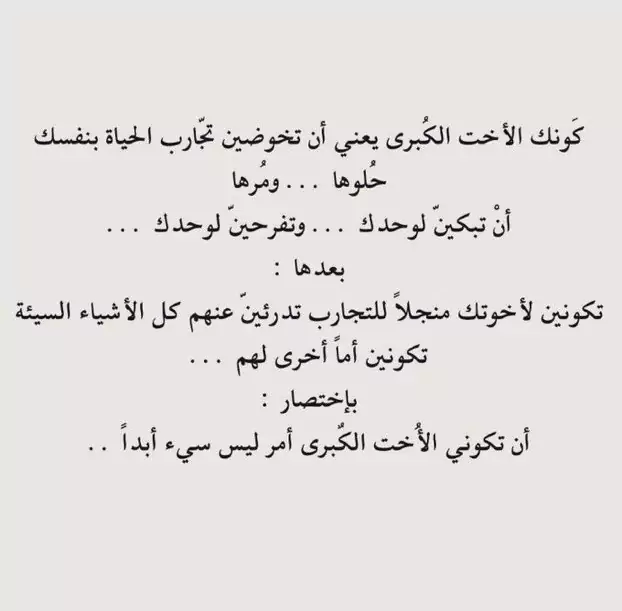 كَونك الأخت الكُبرى يعني أن تخوضين تجّارب الحياة بنفسك
حُلوها ... ومُرها
أنْ تبكينّ لوحدك ... وتفرحينّ لوحدك ...
بعدها :
تكونين لأخوتك منجلاً للتجارب تدرئينّ عنهم كل الأشياء السيئة
تكونين أماً أخرى لهم ...
بإختصار :
أن تكوني الأُخت الكٌبرى أمر ليس سيء أبداً ..